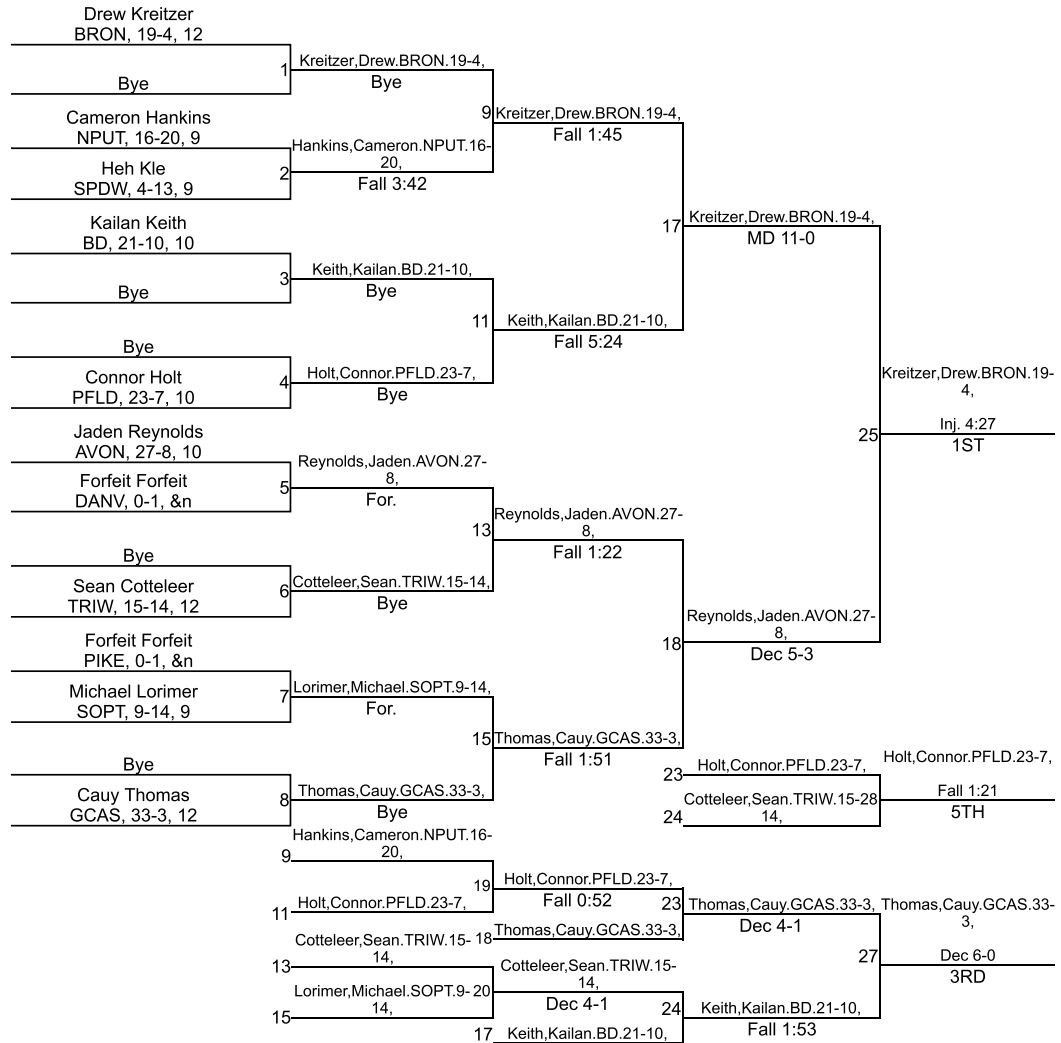 Drew Kreitzer
BRON, 19-4, 12
1
Kreitzer,Drew.BRON.19-4,
Bye
Bye
Cameron Hankins
NPUT, 16-20, 9
9
Kreitzer,Drew.BRON.19-4,
Fall 1:45
Heh Kle
SPDW, 4-13, 9
2
Hankins,Cameron.NPUT.16-
20,
Fall 3:42
Kailan Keith
BD, 21-10, 10
17
Kreitzer,Drew.BRON.19-4,
MD 11-0
Bye
3
Keith,Kailan.BD.21-10,
Bye
11
Keith,Kailan.BD.21-10,
Fall 5:24
Bye
Connor Holt
PFLD, 23-7, 10
4
Holt,Connor.PFLD.23-7,
Bye
Kreitzer,Drew.BRON.19-
4,
25
Inj. 4:27
1ST
Jaden Reynolds
AVON, 27-8, 10
Forfeit Forfeit
DANV, 0-1, &n
5
Reynolds,Jaden.AVON.27-
8,
For.
13
Reynolds,Jaden.AVON.27-
8,
Fall 1:22
Bye
Sean Cotteleer
TRIW, 15-14, 12
6
Cotteleer,Sean.TRIW.15-14,
Bye
18
Reynolds,Jaden.AVON.27-
8,
Dec 5-3
Forfeit Forfeit
PIKE, 0-1, &n
Michael Lorimer
SOPT, 9-14, 9
7
Lorimer,Michael.SOPT.9-14,
For.
15
Thomas,Cauy.GCAS.33-3,
Fall 1:51
Bye
Cauy Thomas
GCAS, 33-3, 12
8
Thomas,Cauy.GCAS.33-3,
Bye
23
Holt,Connor.PFLD.23-7,
Holt,Connor.PFLD.23-7,
24
Cotteleer,Sean.TRIW.15-
14,
28
Fall 1:21
5TH
9
Hankins,Cameron.NPUT.16-
20,
11
Holt,Connor.PFLD.23-7,
19
Holt,Connor.PFLD.23-7,
Fall 0:52
18
Thomas,Cauy.GCAS.33-3,
23
Thomas,Cauy.GCAS.33-3,
Dec 4-1
Thomas,Cauy.GCAS.33-
3,
27
Dec 6-0
3RD
13
Cotteleer,Sean.TRIW.15-
14,
15
Lorimer,Michael.SOPT.9-
14,
20
Cotteleer,Sean.TRIW.15-
14,
Dec 4-1
17
Keith,Kailan.BD.21-10,
24
Keith,Kailan.BD.21-10,
Fall 1:53